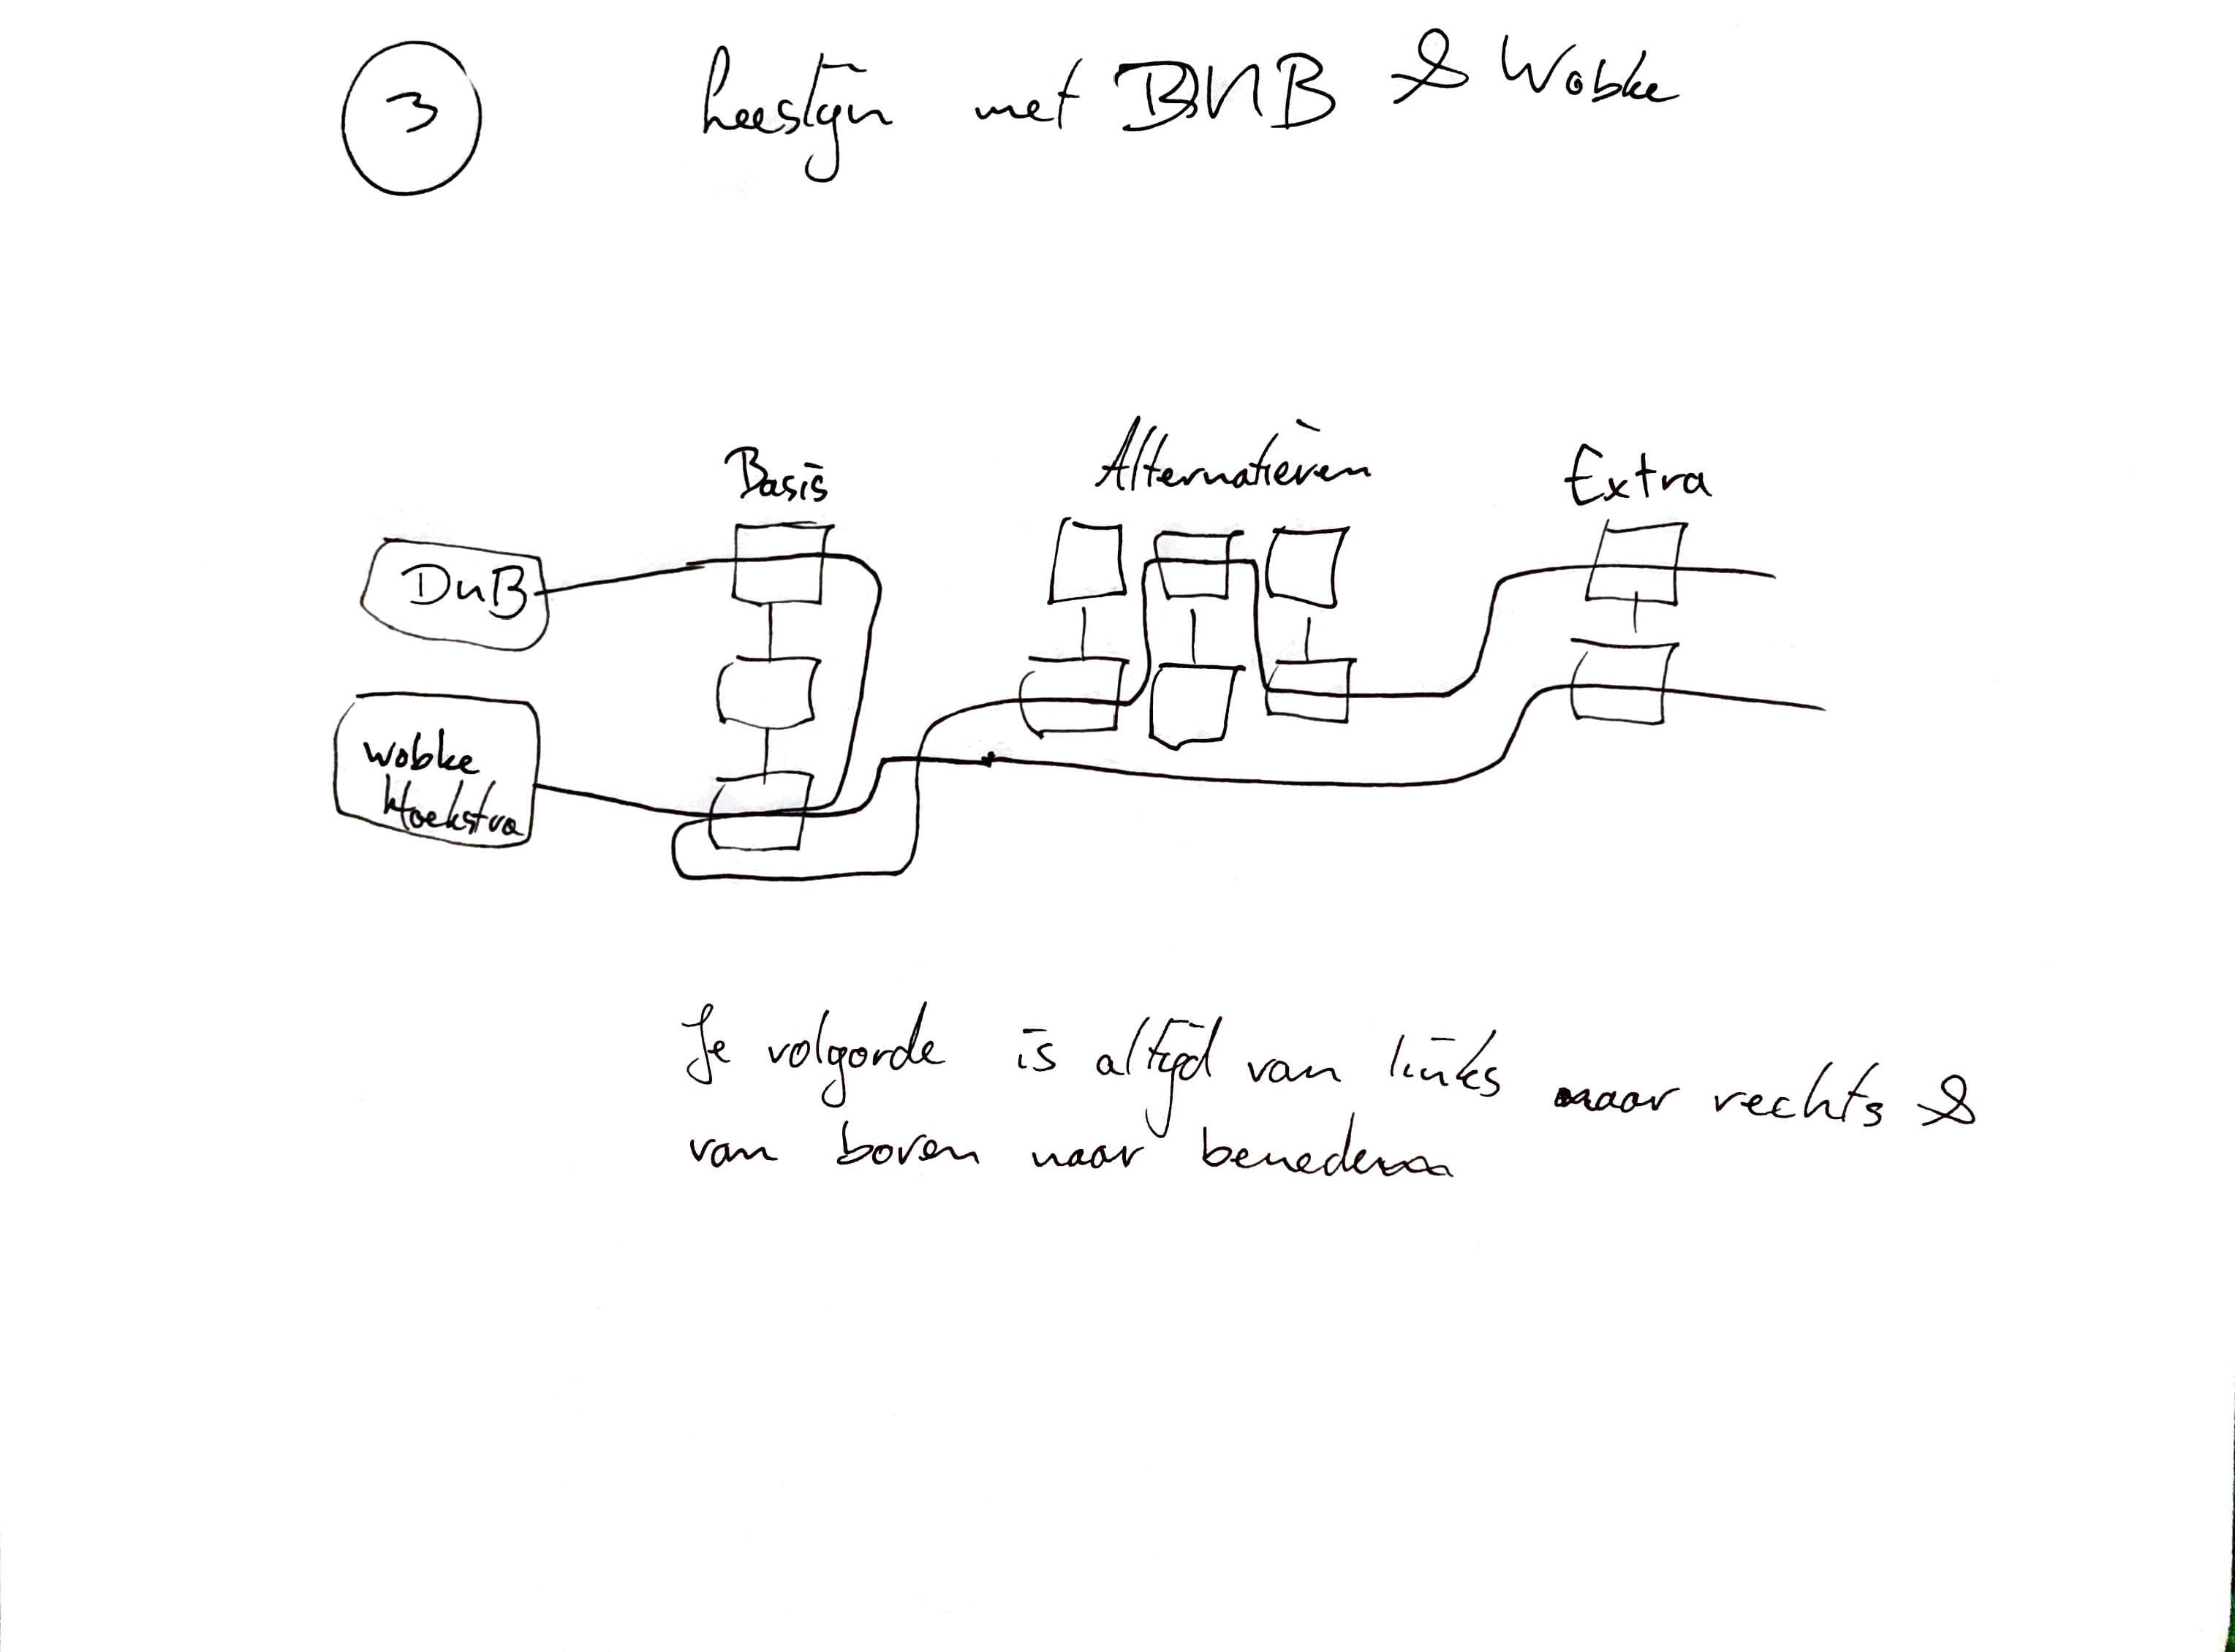 3
Leeslijn met BNB & Wobke
Basis
Alternatieven
Extra
DnB
Wobke
Hoekstra
Je volgorde is altijd van links naar rechts &
van boven naar beneden